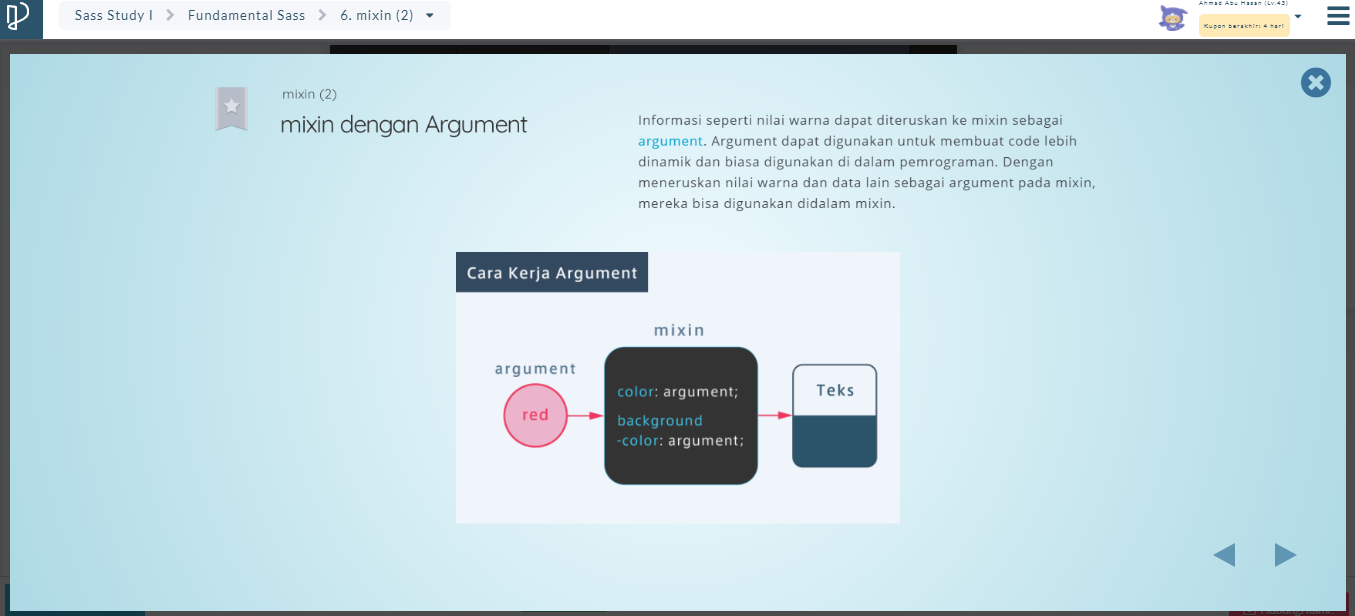 Sass Study I
Fundamental Sass
6. mixin (2)
Ahmad Abu Hasan (Lv.43)
Kupon berakhir: 4 hari
mixin (2)
mixin dengan Argument
Informasi seperti nilai warna dapat diteruskan ke mixin sebagai
argument. Argument dapat digunakan untuk membuat code lebih
dinamik dan biasa digunakan di dalam pemrograman. Dengan
meneruskan nilai warna dan data lain sebagai argument pada mixin,
mereka bisa digunakan didalam mixin.
Cara Kerja Argument
mixin
argument
red
color: argument;
background
-color: argument;
Teks